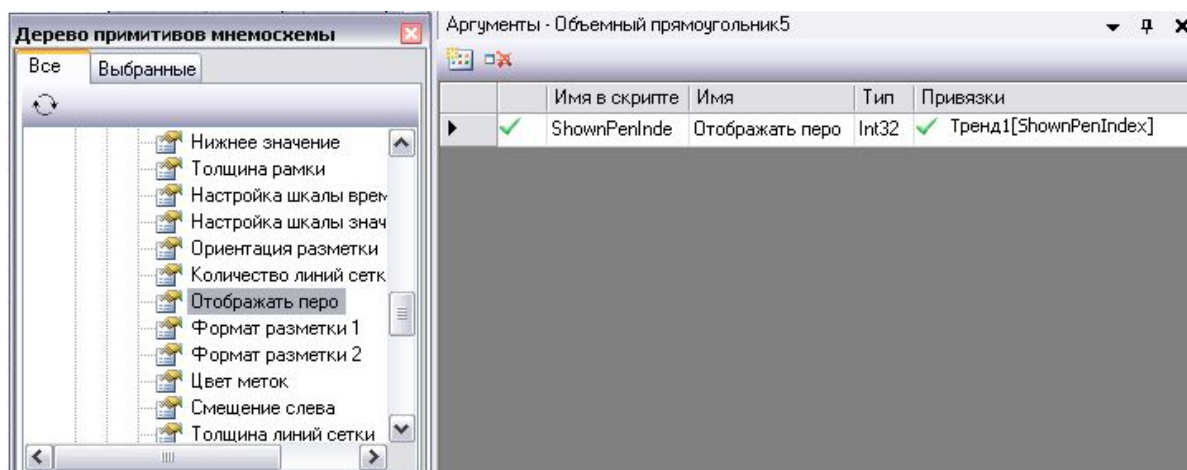 Дерево примитивов мнемосхемы
Все
Выбранные
Нижнее значение
Толщина рамки
Настройка шкалы врем
Настройка шкалы знач
Ориентация разметки
Количество линий сетк
Отображать перо
Формат разметки 1
Формат разметки 2
Цвет меток
Смещение слева
Толщина линий сетки
Аргументы - Объемный прямоугольник5
Имя в скрипте Имя Тип Привязки
ShownPenInde Отображать перо Int32 Тренд1[ShownPenIndex]